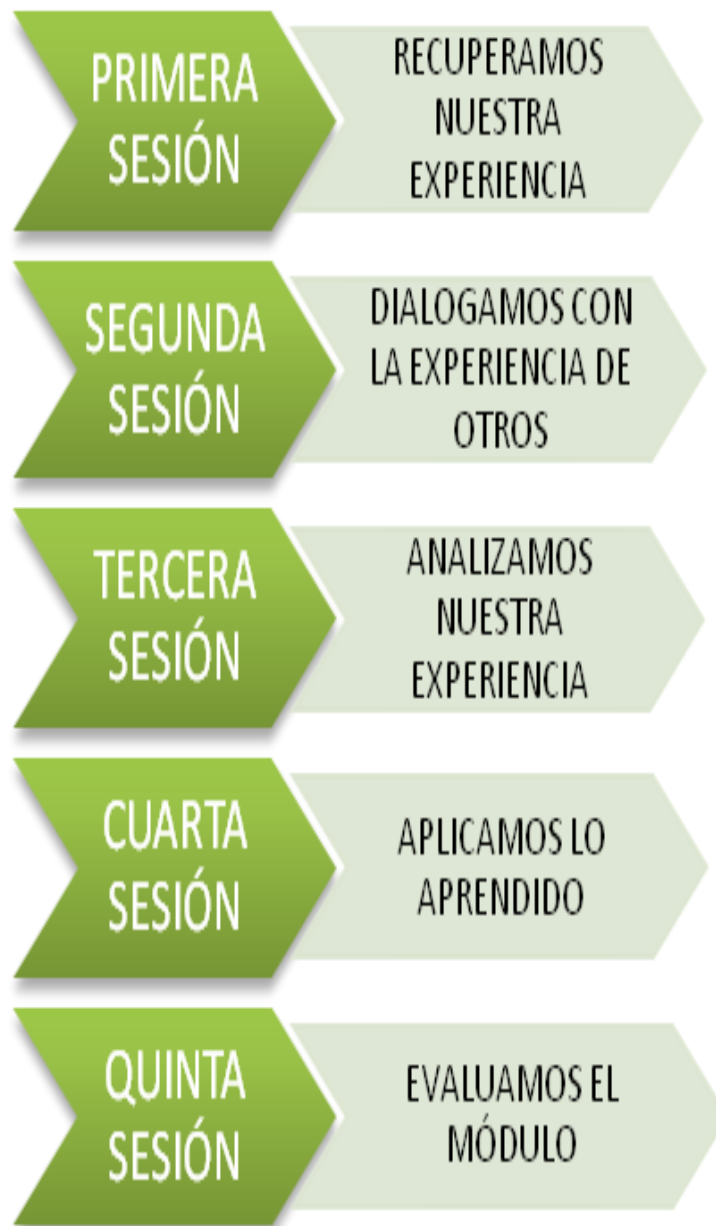 PRIMERA
SESIÓN
RECUPERAMOS
NUESTRA
EXPERIENCIA
SEGUNDA
SESIÓN
DIALOGAMOS CON
LA EXPERIENCIA DE
OTROS
TERCERA
SESIÓN
ANALIZAMOS
NUESTRA
EXPERIENCIA
CUARTA
SESIÓN
APLICAMOS LO
APRENDIDO
QUINTA
SESIÓN
EVALUAMOS EL
MÓDULO